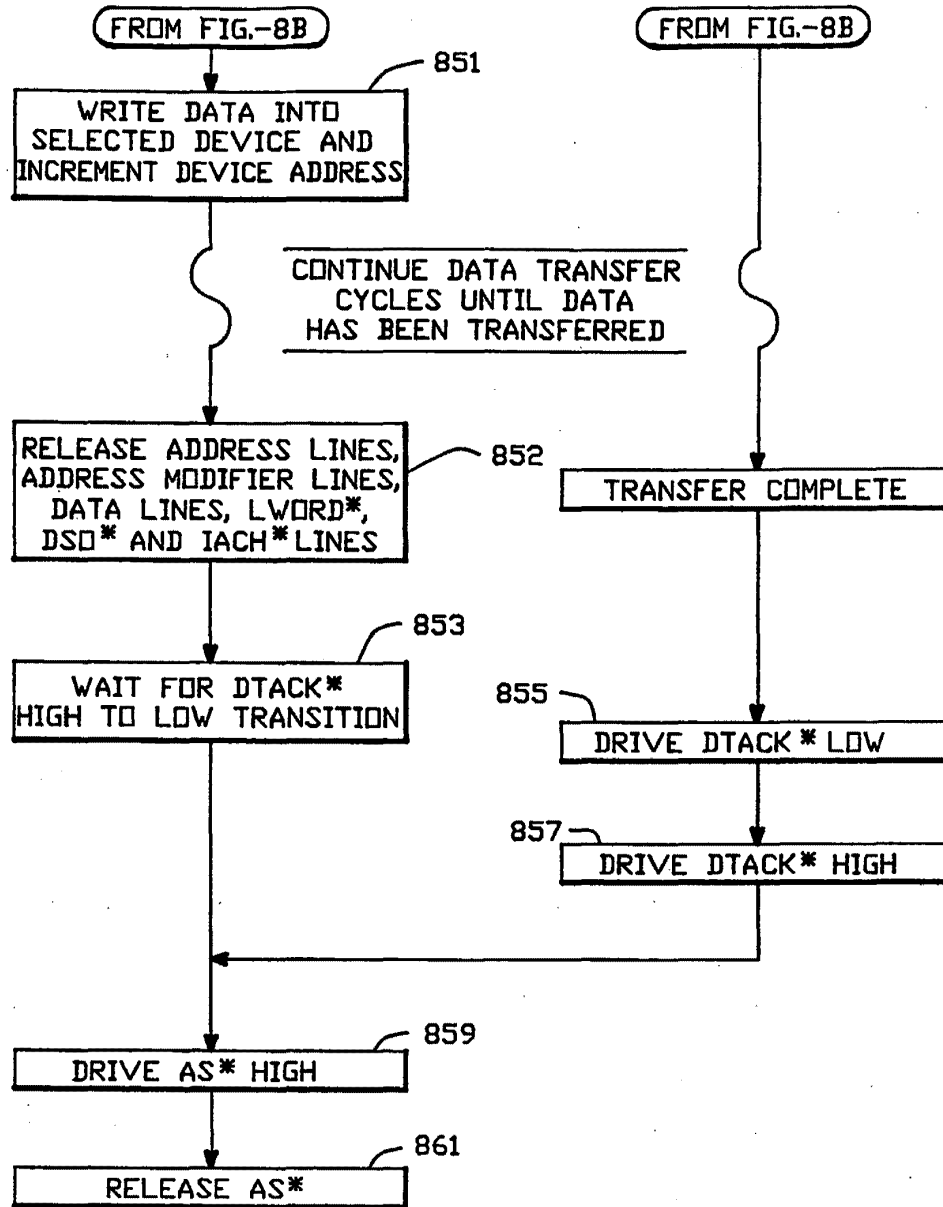 FROM FIG.-8B
851
WRITE DATA INTO
SELECTED DEVICE AND
INCREMENT DEVICE ADDRESS
FROM FIG.-8B
CONTINUE DATA TRANSFER
CYCLES UNTIL DATA
HAS BEEN TRANSFERRED
RELEASE ADDRESS LINES,
ADDRESS MODIFIER LINES,
DATA LINES, LWORD*,
DSO* AND IACH* LINES
852
TRANSFER COMPLETE
853
WAIT FOR DTACK*
HIGH TO LOW TRANSITION
855
DRIVE DTACK* LOW
857
DRIVE DTACK* HIGH
859
DRIVE AS* HIGH
861
RELEASE AS*